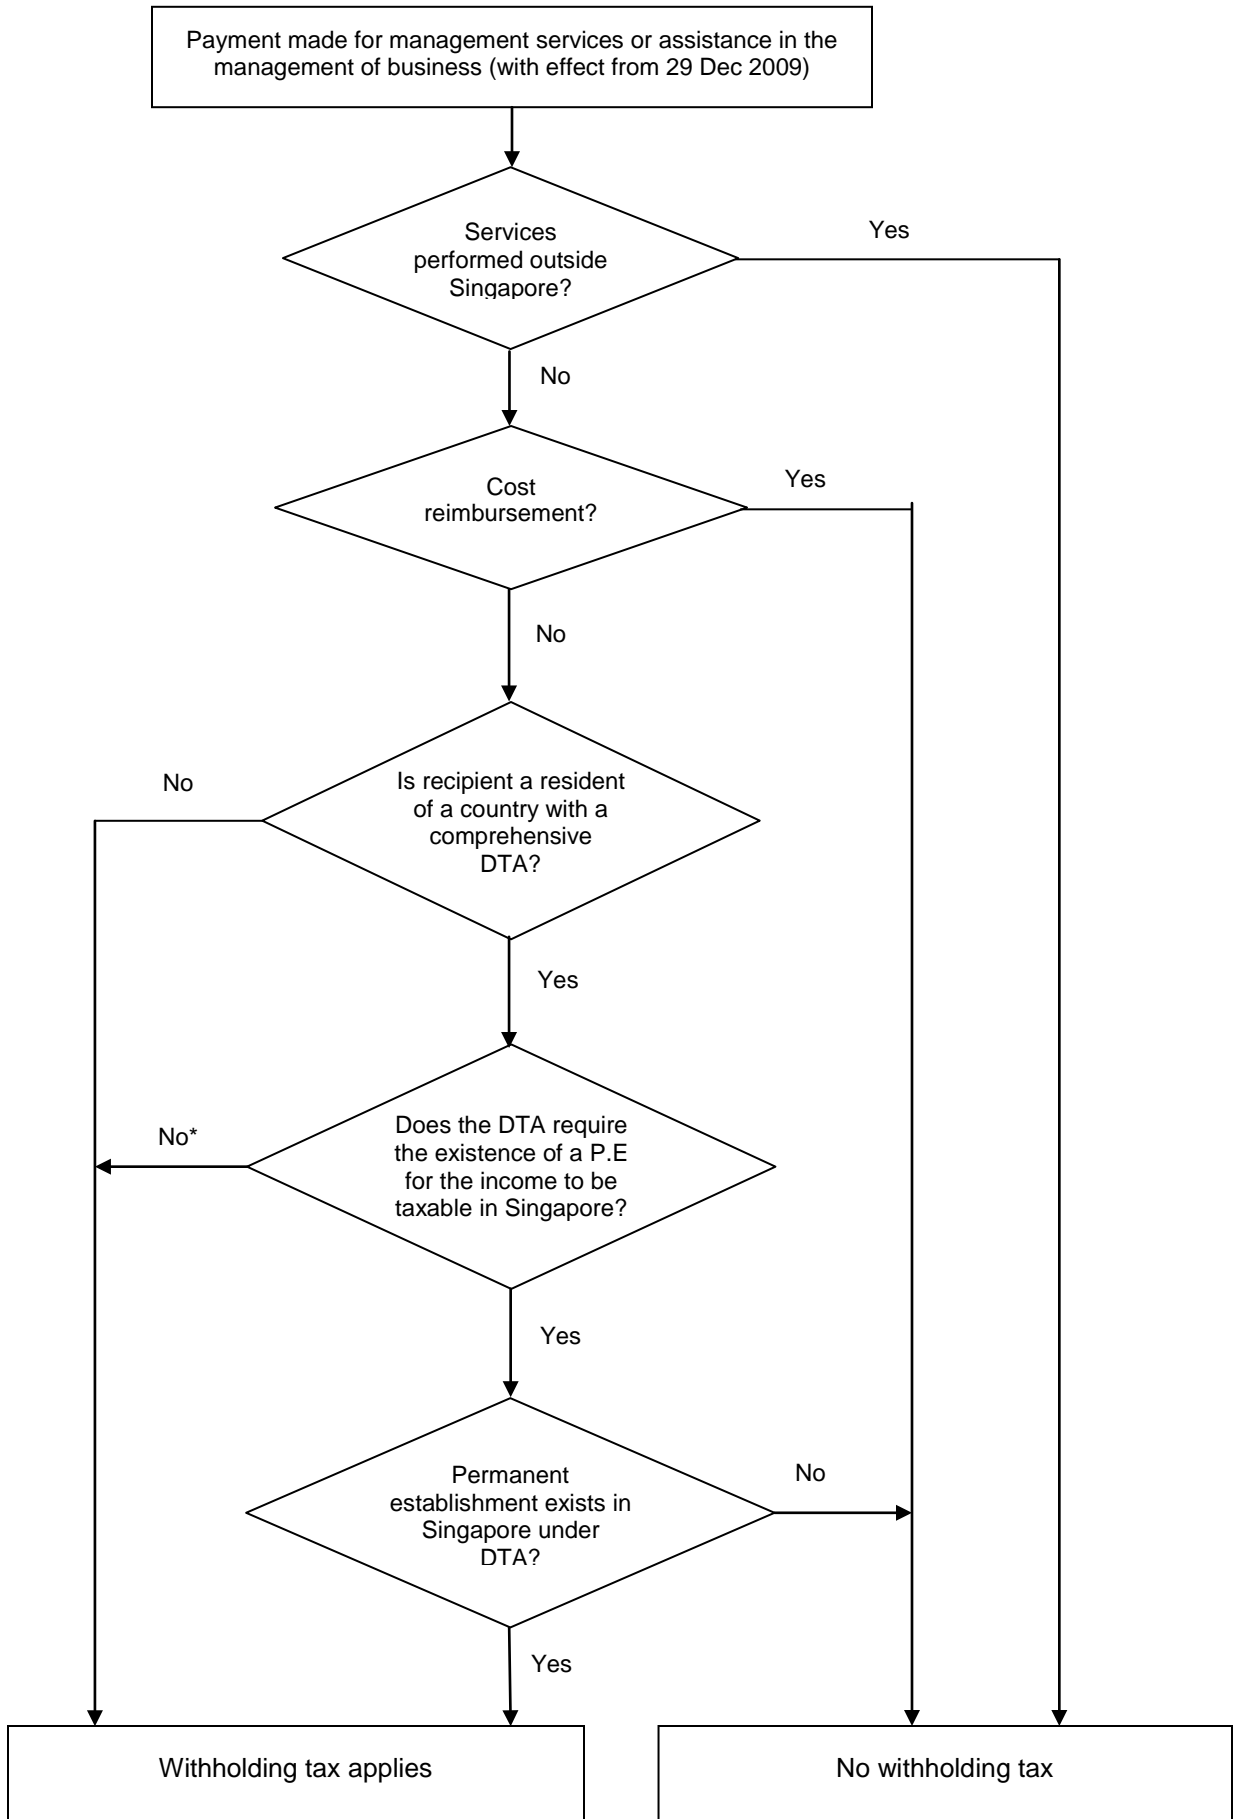 Payment made for management services or assistance in the
management of business (with effect from 29 Dec 2009)
Services
performed outside
Singapore?
Yes
No
Cost
reimbursement?
Yes
No
Is recipient a resident
of a country with a
comprehensive
DTA?
No
Yes
Does the DTA require
the existence of a P.E
for the income to be
taxable in Singapore?
No*
Yes
Permanent
establishment exists in
Singapore under
DTA?
No
Yes
Withholding tax applies
No withholding tax